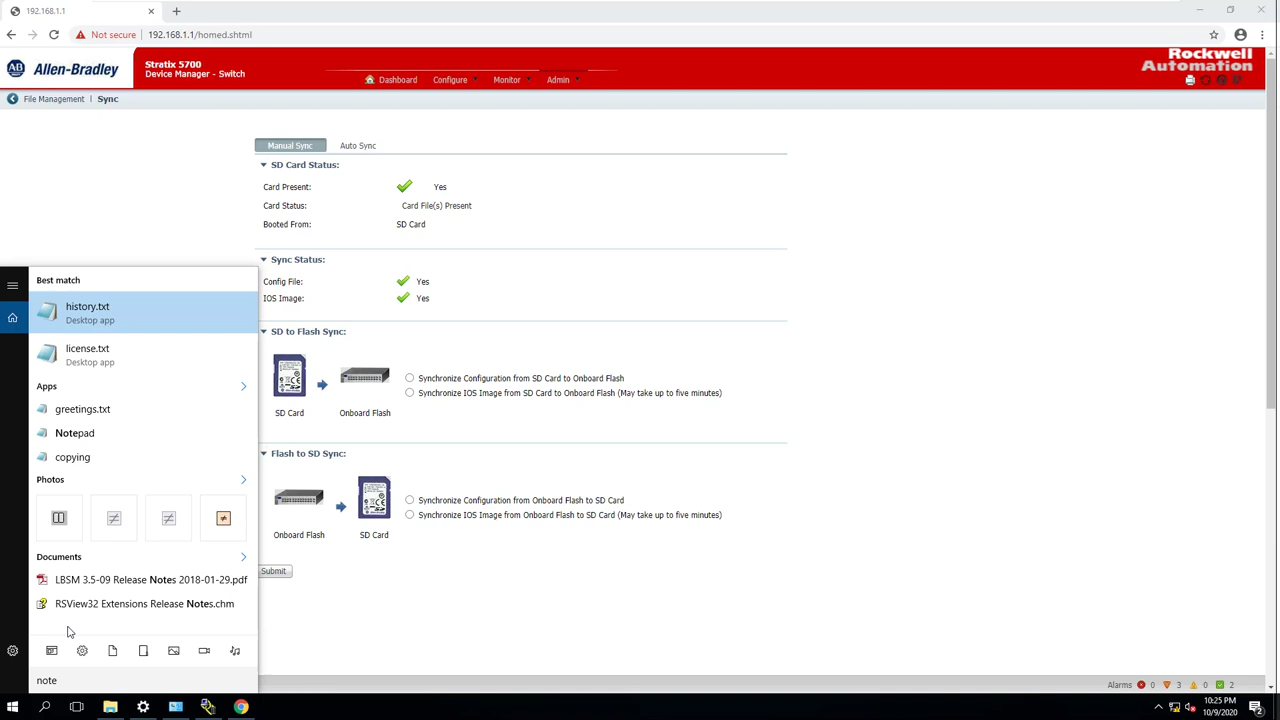 192.168.1.1
Not secure
192.168.1.1/homed.shtml
AB
Allen-Bradley
Stratix 5700
Device Manager - Switch
Dashboard
Configure
Monitor
Admin
Rockwell
Automation
File Management
Sync
Manual Sync
Auto Sync
SD Card Status:
Card Present:
Yes
Card Status:
Card File(s) Present
Booted From:
SD Card
Sync Status:
Config File:
Yes
IOS Image:
Yes
SD to Flash Sync:
SD Card
Onboard Flash
Synchronize Configuration from SD Card to Onboard Flash
Synchronize IOS Image from SD Card to Onboard Flash (May take up to five minutes)
Flash to SD Sync:
Onboard Flash
SD Card
Synchronize Configuration from Onboard Flash to SD Card
Synchronize IOS Image from Onboard Flash to SD Card (May take up to five minutes)
Submit
Best match
history.txt
Desktop app
license.txt
Desktop app
Apps
greetings.txt
Notepad
copying
Photos
Documents
LBSM 3.5-09 Release Notes 2018-01-29.pdf
RSView32 Extensions Release Notes.chm
note
Alarms
0
3
0
2
10:25 PM
10/9/2020
2